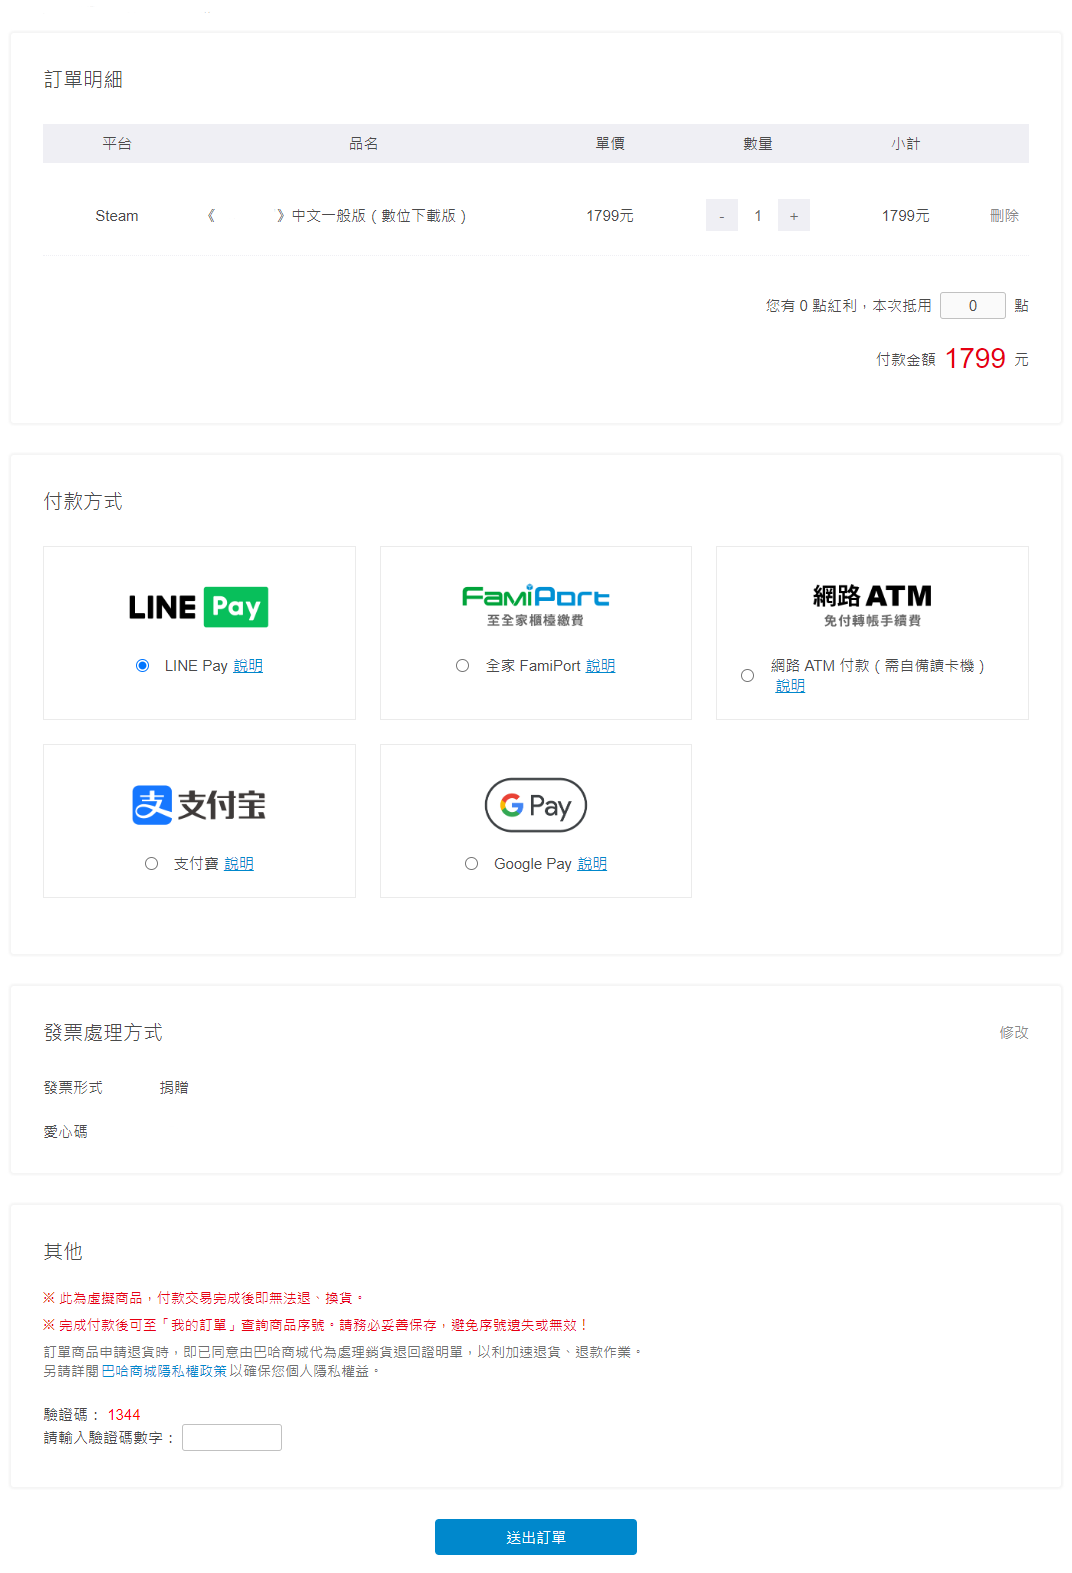 訂單明細
平台 品名 單價 數量 小計
Steam 《 》中文一般版（數位下載版） 1799元 - 1 + 1799元 刪除
您有 0 點紅利，本次抵用 0 點
付款金額 1799 元
付款方式
LINE Pay
LINE Pay 說明
FamiPort
至全家櫃檯繳費
全家 FamiPort 說明
網路 ATM
免付轉帳手續費
網路 ATM 付款（需自備讀卡機）
說明
支 支付宝
支付寶 說明
G Pay
Google Pay 說明
發票處理方式 修改
發票形式 捐贈
愛心碼
其他
※ 此為虛擬商品，付款交易完成後即無法退、換貨。
※ 完成付款後可至「我的訂單」查詢商品序號。請務必妥善保存，避免序號遺失或無效！
訂單商品申請退貨時，即已同意由巴哈商城代為處理銷貨退回證明單，以利加速退貨、退款作業。
另請詳閱 巴哈商城隱私權政策 以確保您個人隱私權益。
驗證碼： 1344
請輸入驗證碼數字：
送出訂單